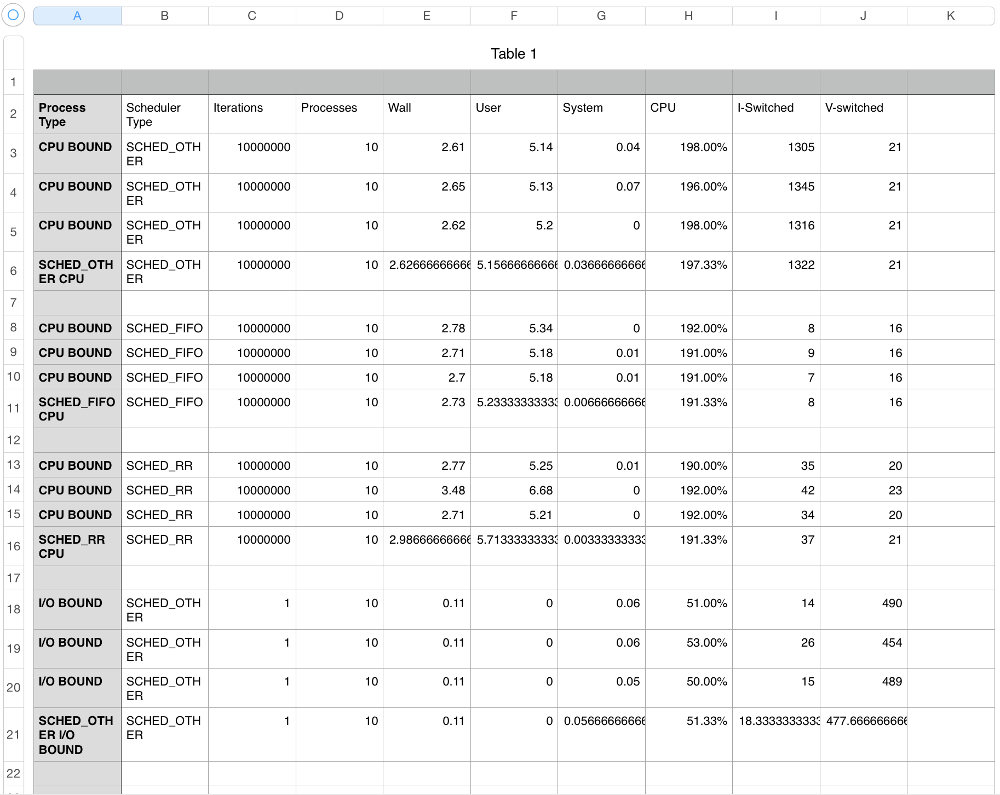 A B C D E F G H I J K
Table 1
1
2 Process Type Scheduler Type Iterations Processes Wall User System CPU I-Switched V-switched
3 CPU BOUND SCHED_OTHER 10000000 10 2.61 5.14 0.04 198.00% 1305 21
4 CPU BOUND SCHED_OTHER 10000000 10 2.65 5.13 0.07 196.00% 1345 21
5 CPU BOUND SCHED_OTHER 10000000 10 2.62 5.2 0 198.00% 1316 21
6 SCHED_OTHER CPU SCHED_OTHER 10000000 10 2.62666666666 5.15666666666 0.03666666666 197.33% 1322 21
7
8 CPU BOUND SCHED_FIFO 10000000 10 2.78 5.34 0 192.00% 8 16
9 CPU BOUND SCHED_FIFO 10000000 10 2.71 5.18 0.01 191.00% 9 16
10 CPU BOUND SCHED_FIFO 10000000 10 2.7 5.18 0.01 191.00% 7 16
11 SCHED_FIFO CPU SCHED_FIFO 10000000 10 2.73 5.23333333333 0.00666666666 191.33% 8 16
12
13 CPU BOUND SCHED_RR 10000000 10 2.77 5.25 0.01 190.00% 35 20
14 CPU BOUND SCHED_RR 10000000 10 3.48 6.68 0 192.00% 42 23
15 CPU BOUND SCHED_RR 10000000 10 2.71 5.21 0 192.00% 34 20
16 SCHED_RR CPU SCHED_RR 10000000 10 2.98666666666 5.71333333333 0.00333333333 191.33% 37 21
17
18 I/O BOUND SCHED_OTHER 1 10 0.11 0 0.06 51.00% 14 490
19 I/O BOUND SCHED_OTHER 1 10 0.11 0 0.06 53.00% 26 454
20 I/O BOUND SCHED_OTHER 1 10 0.11 0 0.05 50.00% 15 489
21 SCHED_OTHER I/O BOUND SCHED_OTHER 1 10 0.11 0 0.05666666666 51.33% 18.3333333333 477.666666666
22